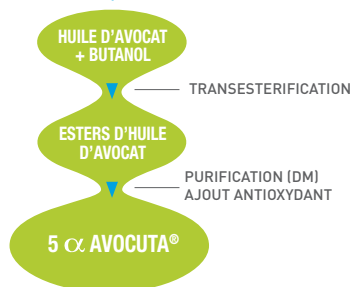 HUILE D'AVOCAT
+ BUTANOL
TRANSESTERIFICATION
ESTERS D'HUILE
D'AVOCAT
PURIFICATION (DM)
AJOUT ANTIOXYDANT
5 α AVOCUTA®